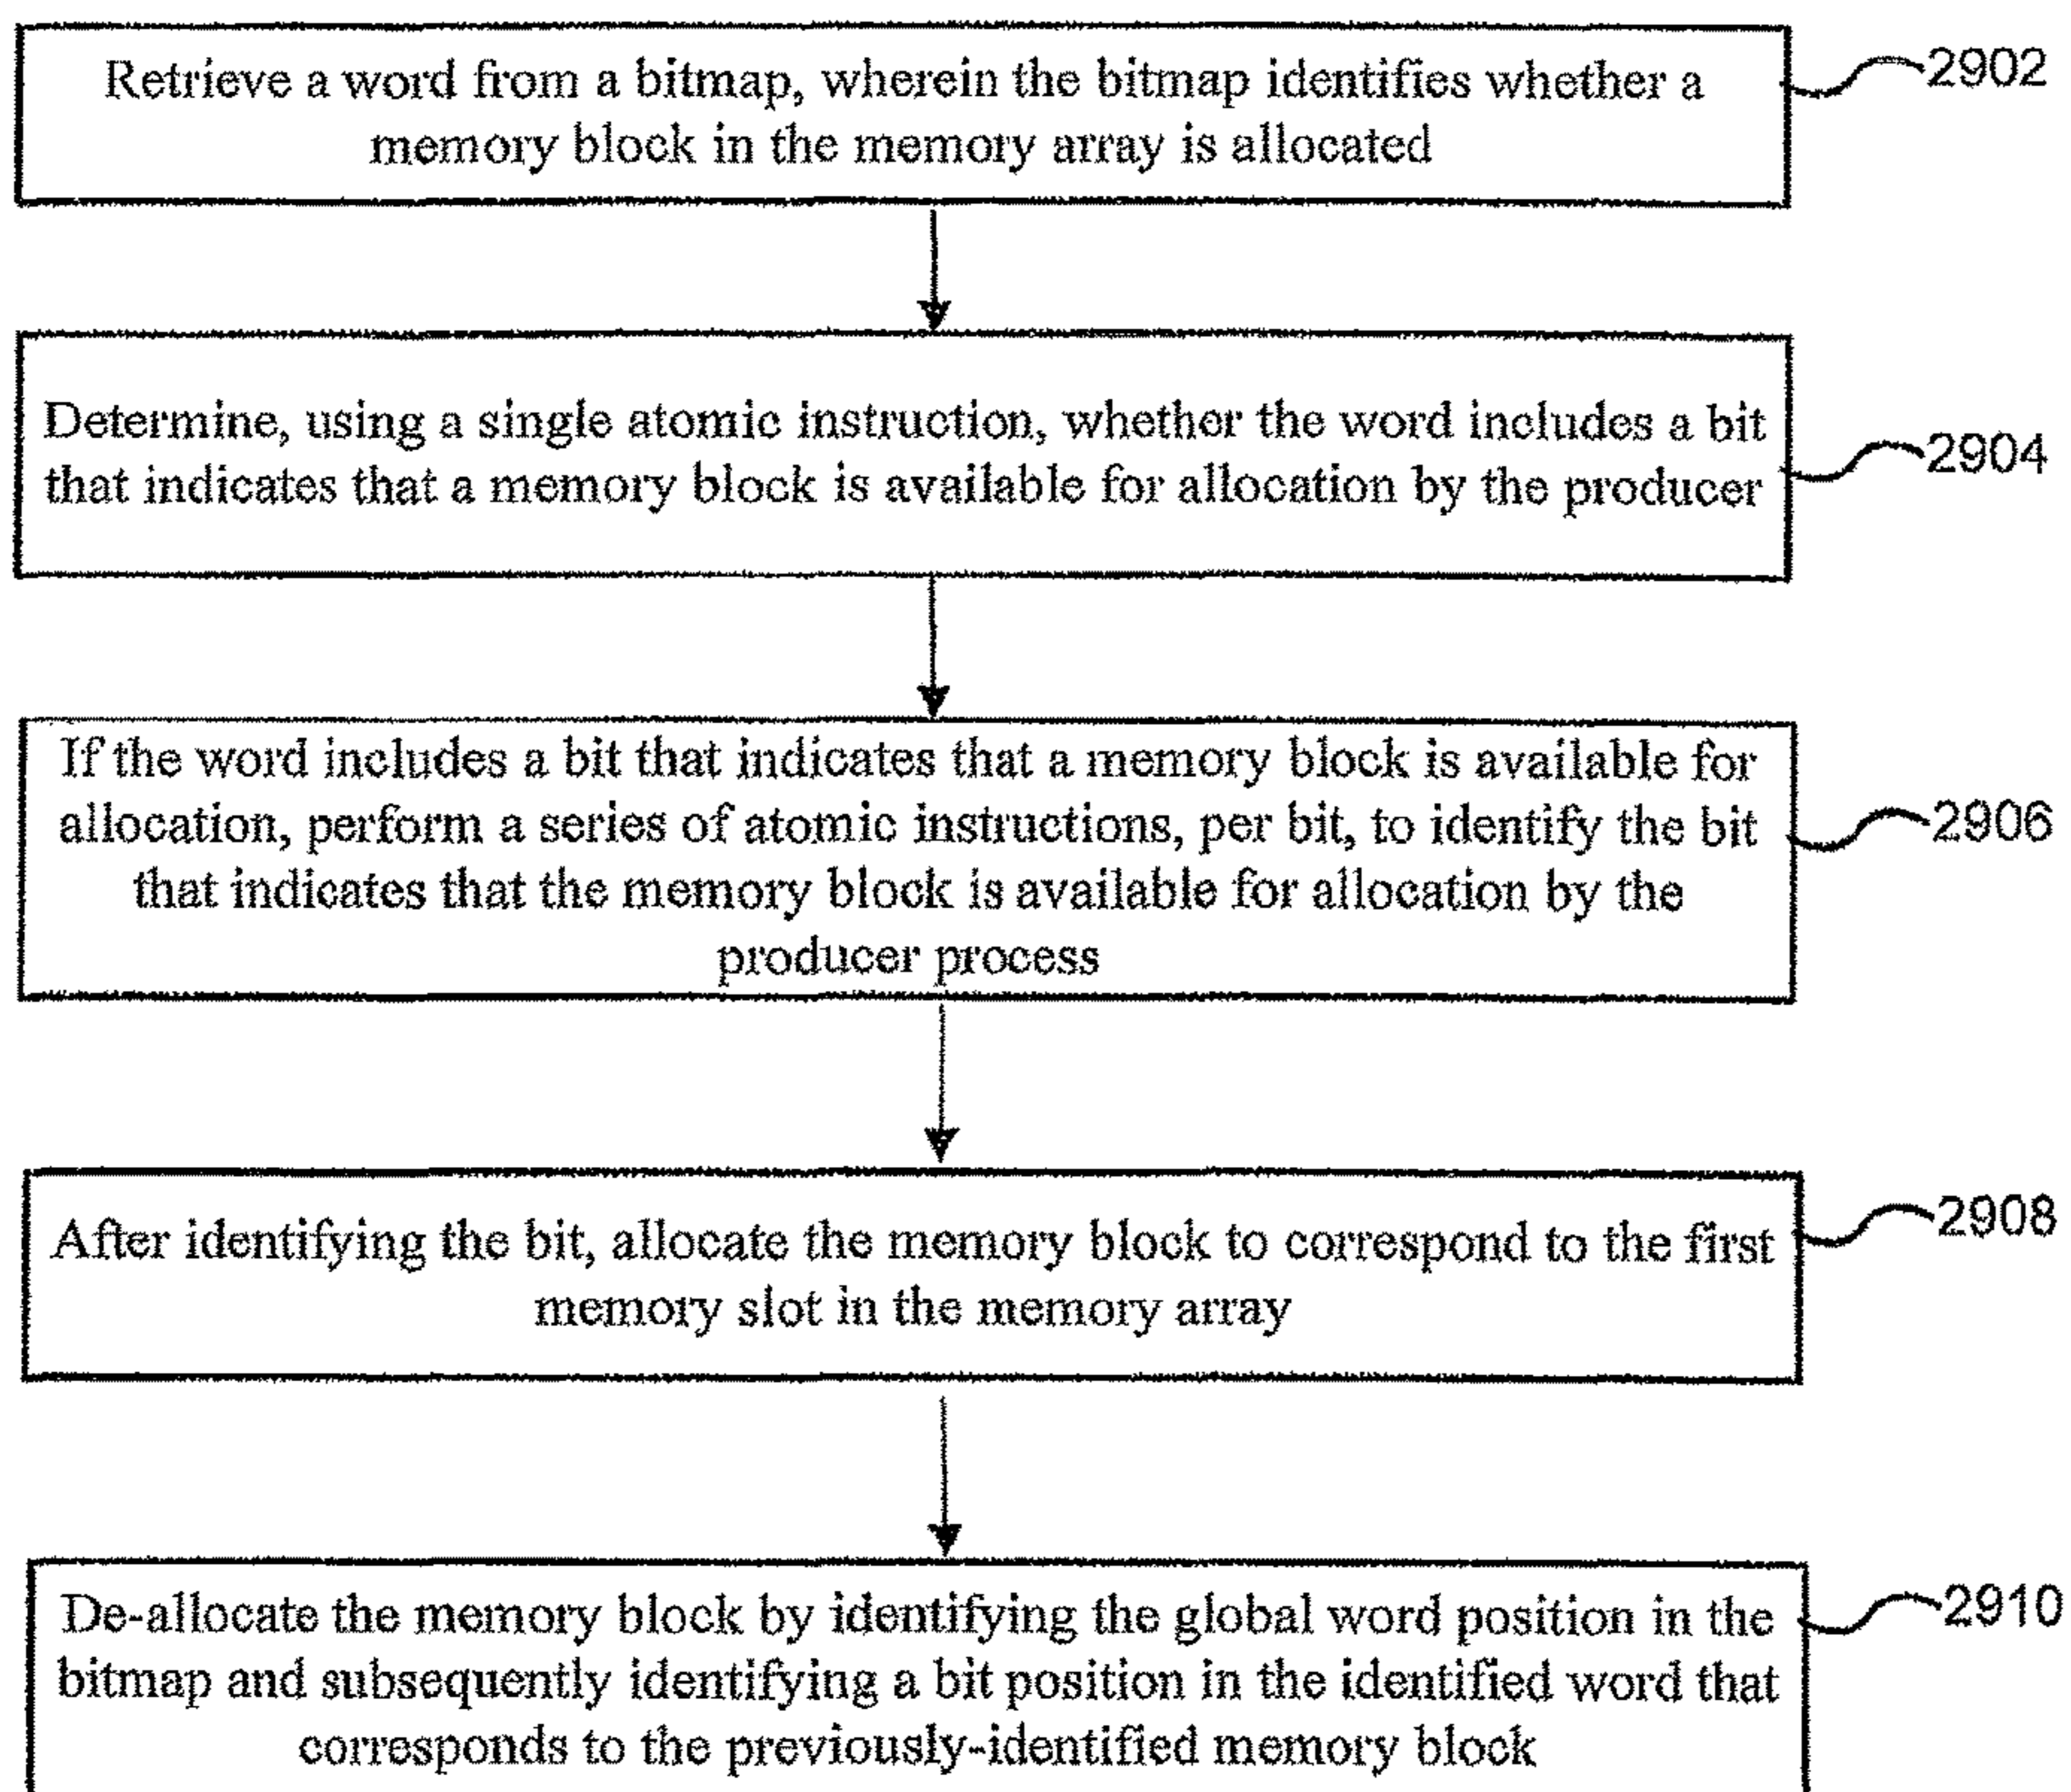 Retrieve a word from a bitmap, wherein the bitmap identifies whether a
memory block in the memory array is allocated
2902
Determine, using a single atomic instruction, whether the word includes a bit
that indicates that a memory block is available for allocation by the producer
2904
If the word includes a bit that indicates that a memory block is available for
allocation, perform a series of atomic instructions, per bit, to identify the bit
that indicates that the memory block is available for allocation by the
producer process
2906
After identifying the bit, allocate the memory block to correspond to the first
memory slot in the memory array
2908
De-allocate the memory block by identifying the global word position in the
bitmap and subsequently identifying a bit position in the identified word that
corresponds to the previously-identified memory block
2910